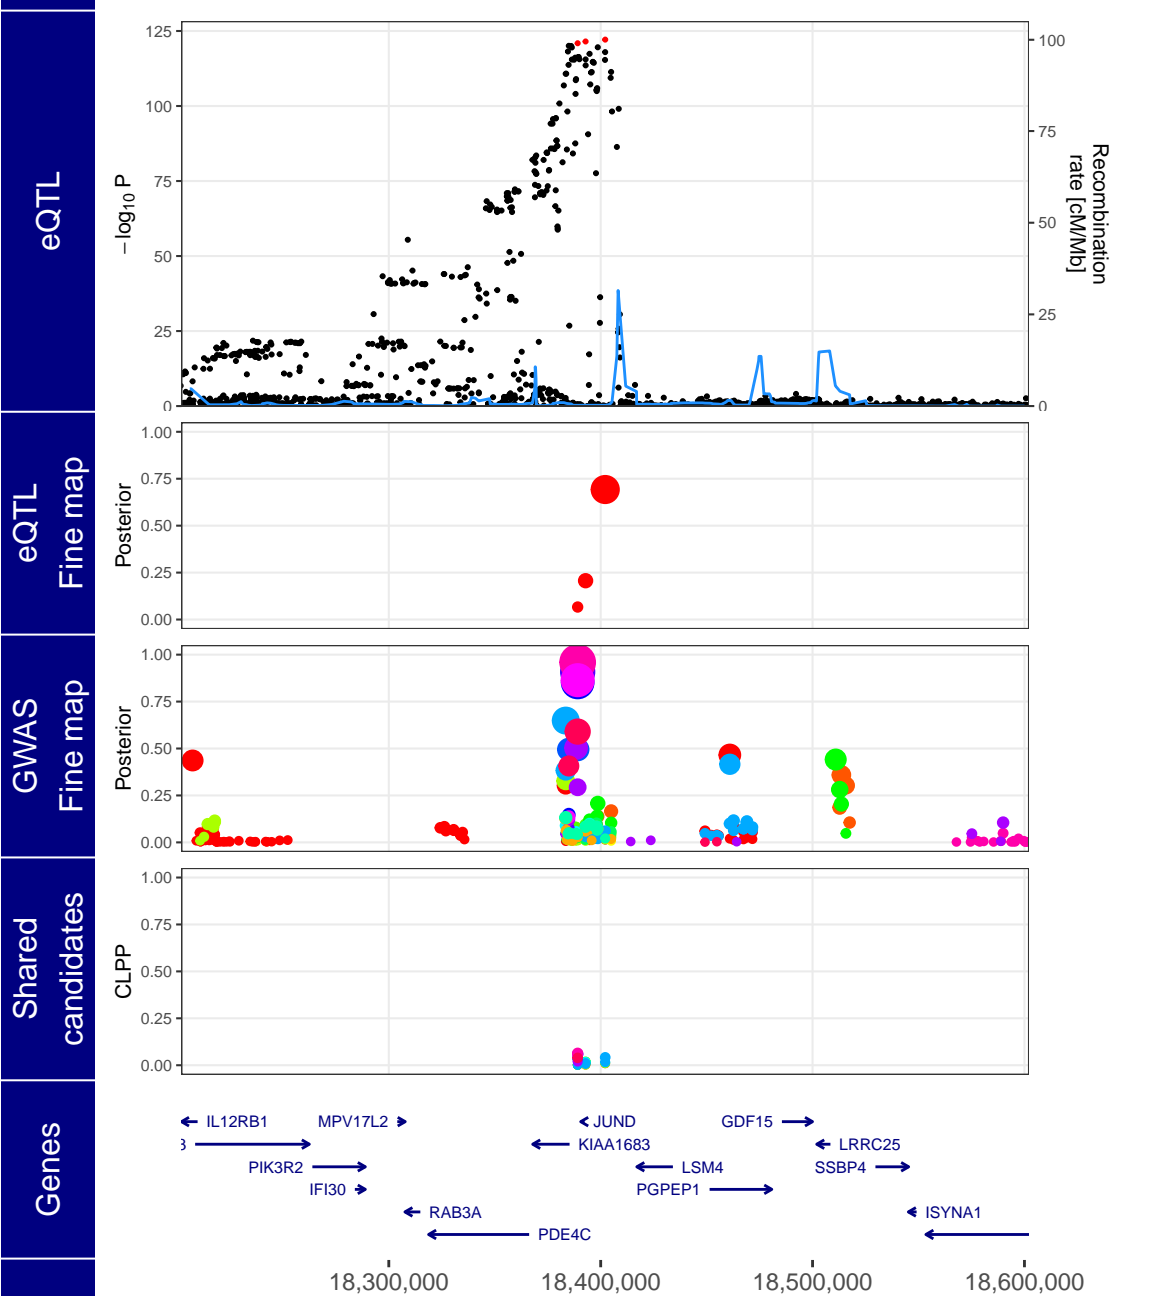 eQTL
−log10 P
125
100
75
50
25
0
100
75
50
25
0
Recombination
rate [cM/Mb]
eQTL
Fine map
Posterior
1.00
0.75
0.50
0.25
0.00
GWAS
Fine map
Posterior
1.00
0.75
0.50
0.25
0.00
Shared
candidates
CLPP
1.00
0.75
0.50
0.25
0.00
Genes
IL12RB1
MPV17L2
JUND
GDF15
3
KIAA1683
LRRC25
PIK3R2
LSM4
SSBP4
IFI30
PGPEP1
RAB3A
ISYNA1
PDE4C
18,300,000
18,400,000
18,500,000
18,600,000